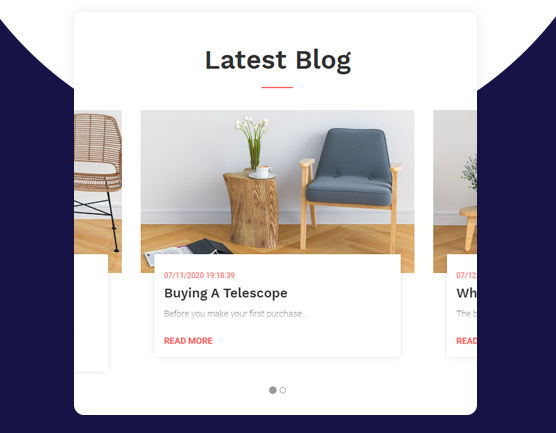 Latest Blog
07/11/2020 19:18:39
Buying A Telescope
Before you make your first purchase...
READ MORE
07/12
Wh
The b
READ